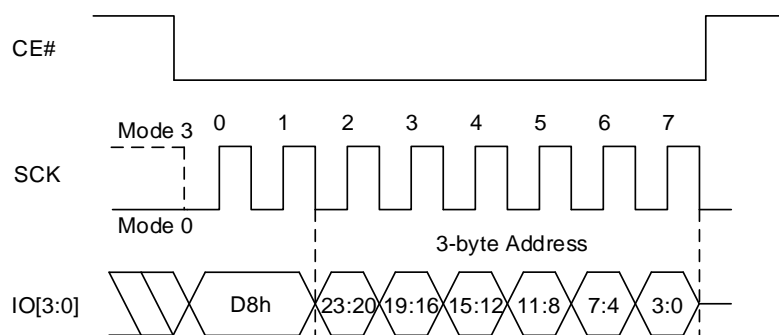 CE#
Mode 3 0 1 2 3 4 5 6 7
SCK
Mode 0
3-byte Address
IO[3:0] D8h 23:20 19:16 15:12 11:8 7:4 3:0